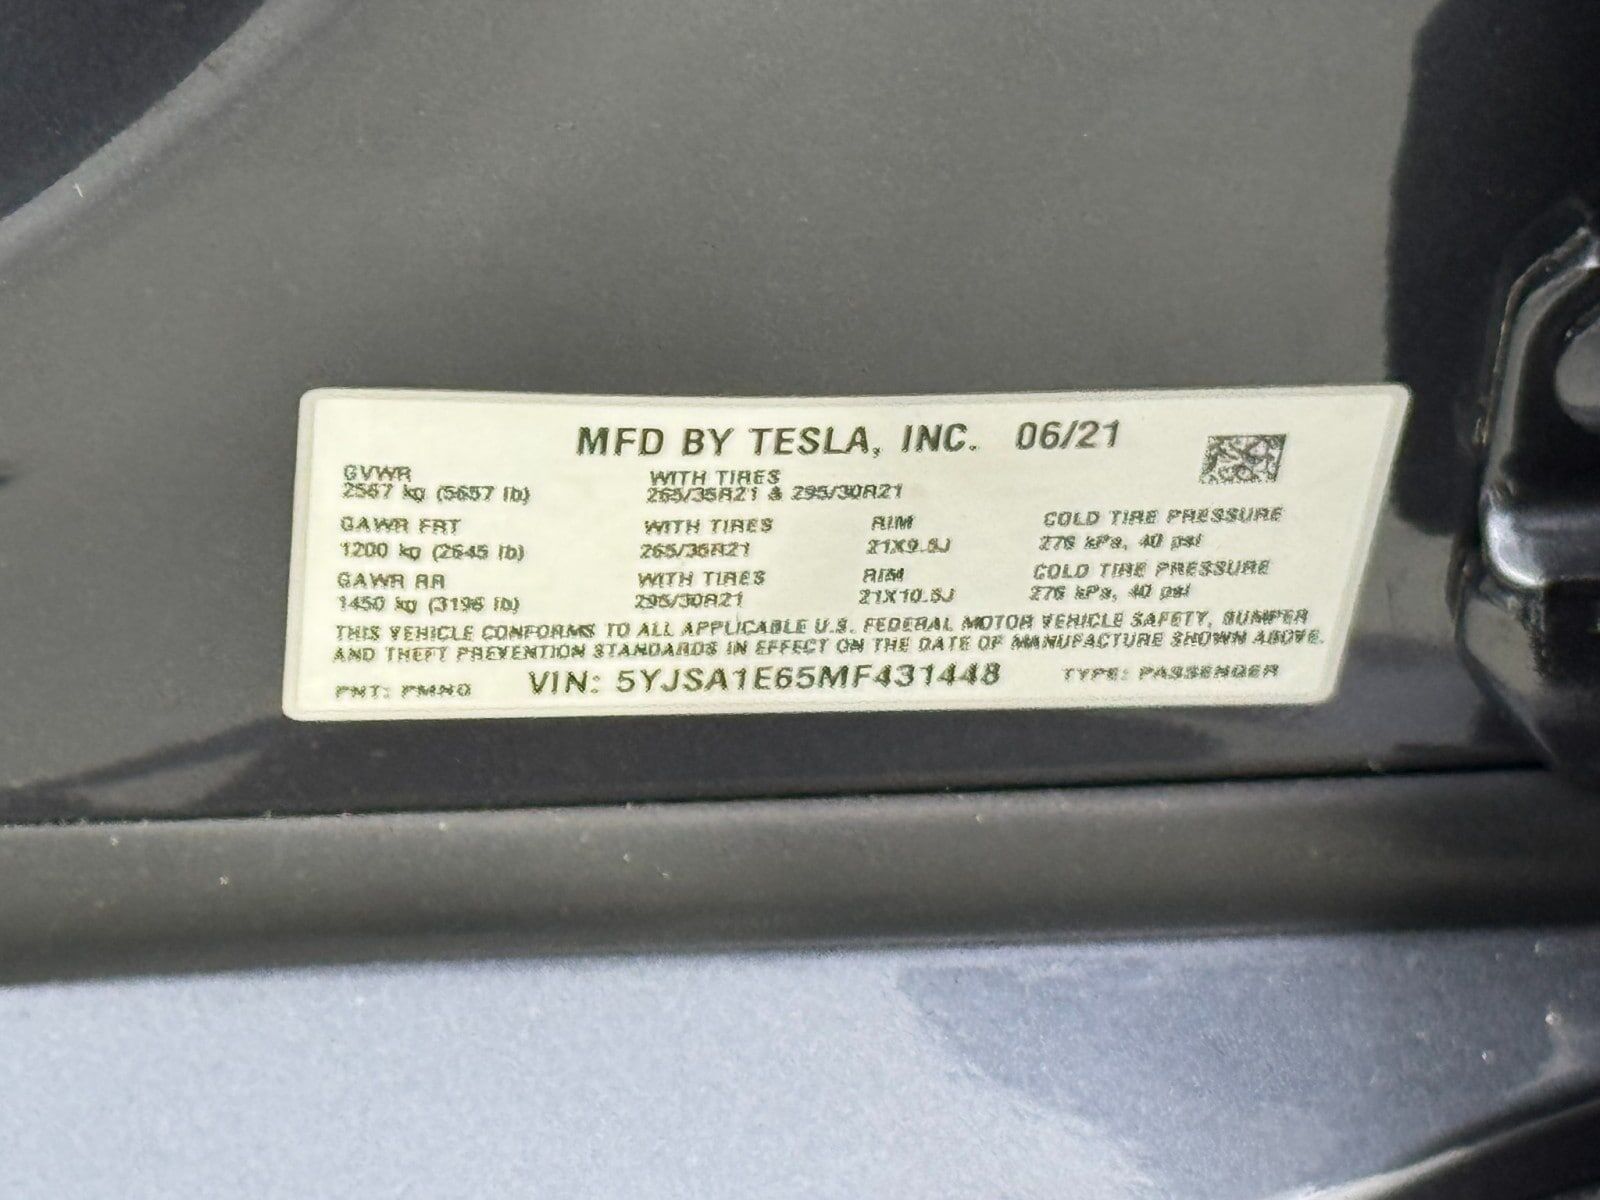 MFD BY TESLA, INC. 06/21
GVWR WITH TIRES
2567 kg (5657 lb) 265/35R21 & 295/30R21
GAWR FRT WITH TIRES RIM COLD TIRE PRESSURE
1200 kg (2645 lb) 265/35R21 21X9.5J 276 kPa, 40 psi
GAWR RR WITH TIRES RIM COLD TIRE PRESSURE
1450 kg (3196 lb) 295/30R21 21X10.5J 276 kPa, 40 psi
THIS VEHICLE CONFORMS TO ALL APPLICABLE U.S. FEDERAL MOTOR VEHICLE SAFETY, BUMPER
AND THEFT PREVENTION STANDARDS IN EFFECT ON THE DATE OF MANUFACTURE SHOWN ABOVE.
PNT: PMNG VIN: 5YJSA1E65MF431448 TYPE: PASSENGER